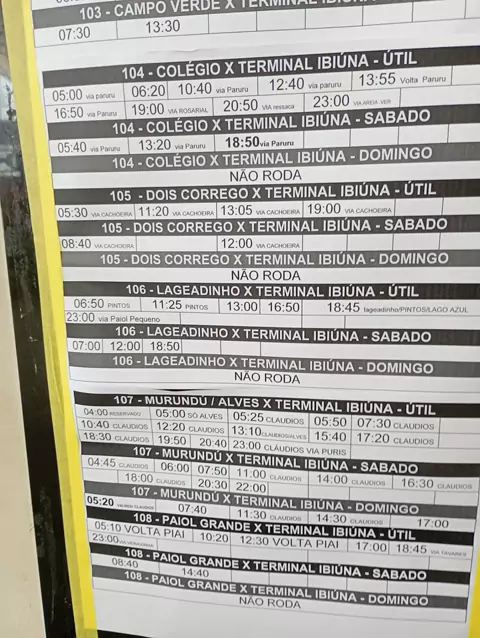 103 - CAMPO VERDE X TERMINAL
07:30 13:30
104 - COLÉGIO X TERMINAL IBIÚNA - ÚTIL
05:00 via paruru 06:20 10:40 via Paruru 12:40 via paruru 13:55 Volta Paruru
16:50 via Paruru 19:00 VIA ROSARIAL 20:50 VIA ressaca 23:00 VIA AREIA VER
104 - COLÉGIO X TERMINAL IBIÚNA - SABADO
05:40 via Paruru 13:20 via Paruru 18:50 via Paruru
104 - COLÉGIO X TERMINAL IBIÚNA - DOMINGO
NÃO RODA
105 - DOIS CORREGO X TERMINAL IBIÚNA - ÚTIL
05:30 VIA CACHOEIRA 11:20 VIA CACHOEIRA 13:05 VIA CACHOEIRA 19:00 VIA CACHOEIRA
105 - DOIS CORREGO X TERMINAL IBIÚNA - SABADO
08:40 VIA CACHOEIRA 12:00 VIA CACHOEIRA
105 - DOIS CORREGO X TERMINAL IBIÚNA - DOMINGO
NÃO RODA
106 - LAGEADINHO X TERMINAL IBIÚNA - ÚTIL
06:50 PINTOS 11:25 PINTOS 13:00 16:50 18:45 lageadinho/PINTOS/LAGO AZUL
23:00 via Paiol Pequeno
106 - LAGEADINHO X TERMINAL IBIÚNA - SABADO
07:00 12:00 18:50
106 - LAGEADINHO X TERMINAL IBIÚNA - DOMINGO
NÃO RODA
107 - MURUNDÚ / ALVES X TERMINAL IBIÚNA - ÚTIL
04:00 RESERVADO 05:00 SÓ ALVES 05:25 CLAUDIOS 05:50 07:30 CLAUDIOS
10:40 CLAUDIOS 12:20 CLAUDIOS 13:10 CLAUDIOS/ALVES 15:40 17:20 CLAUDIOS
18:30 CLAUDIOS 19:50 20:40 23:00 CLÁUDIOS VIA PURIS
107 - MURUNDÚ X TERMINAL IBIÚNA - SABADO
04:45 CLAUDIOS 06:00 07:50 11:00 CLAUDIOS 14:00 CLAUDIOS 16:30 CLAUDIOS
18:00 CLAUDIOS 20:30 22:00
107 - MURUNDÚ X TERMINAL IBIÚNA - DOMINGO
05:20 07:40 11:30 CLAUDIOS 14:30 CLAUDIOS 17:00
108 - PAIOL GRANDE X TERMINAL IBIÚNA - ÚTIL
05:10 VOLTA PIAI 10:20 12:30 VOLTA PIAI 17:00 18:45 VIA TAVARES
23:00
108 - PAIOL GRANDE X TERMINAL IBIÚNA - SABADO
08:40 14:40
108 - PAIOL GRANDE X TERMINAL IBIÚNA - DOMINGO
NÃO RODA